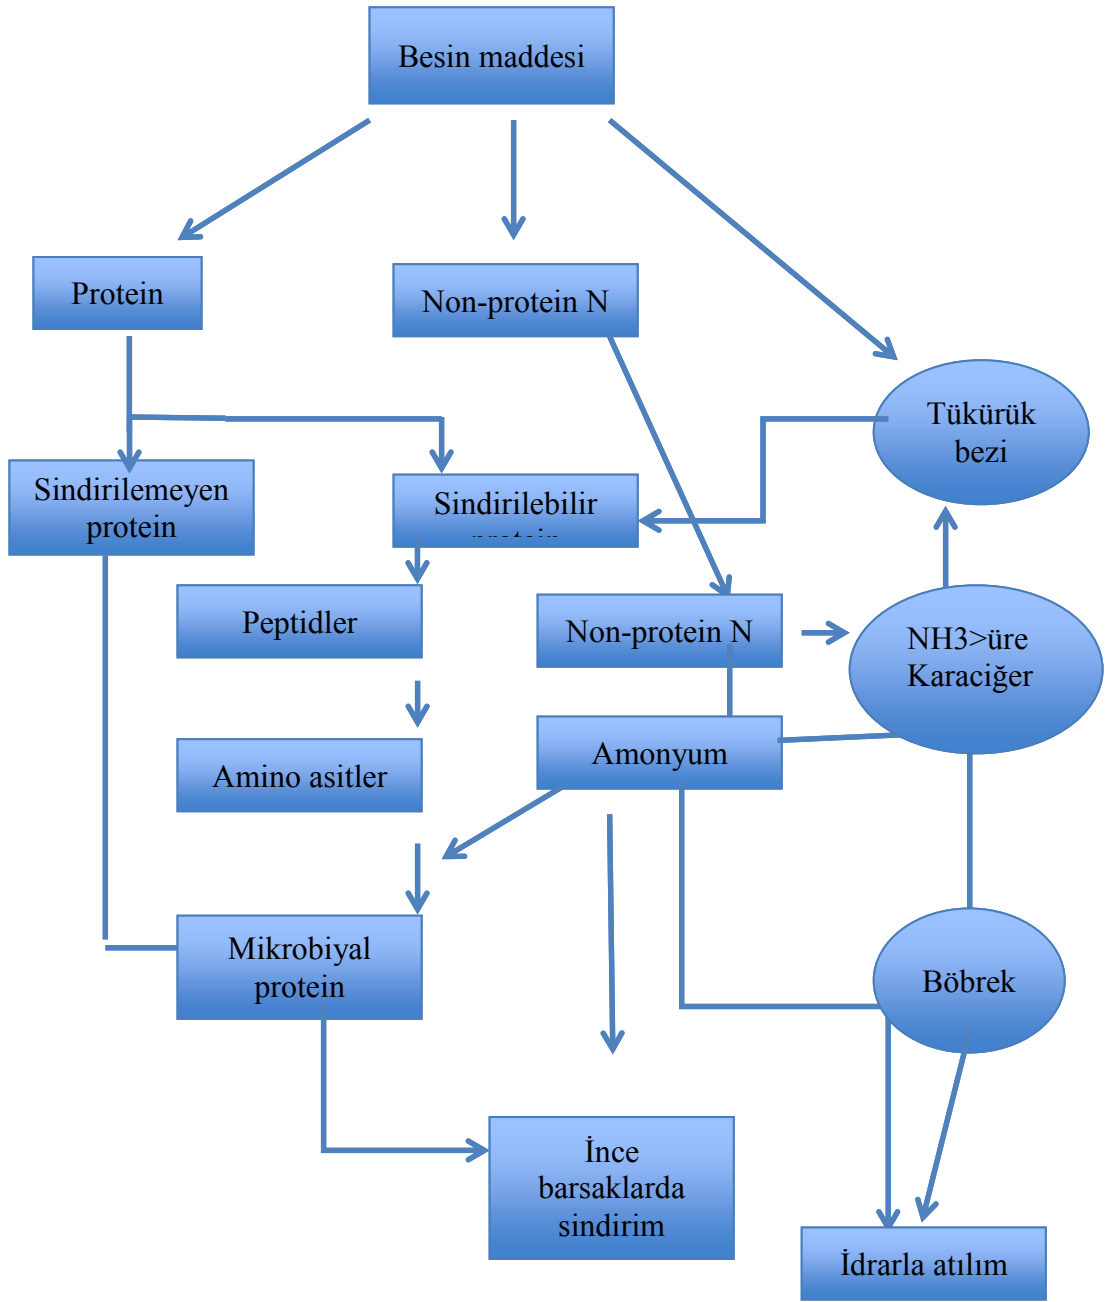 Besin maddesi
Protein
Non-protein N
Tükürük
bezi
Sindirilemeyen
protein
Sindirilebilir
Peptidler
Non-protein N
NH3>üre
Karaciğer
Amonyum
Amino asitler
Mikrobiyal
protein
Böbrek
İnce
barsaklarda
sindirim
İdrarla atılım